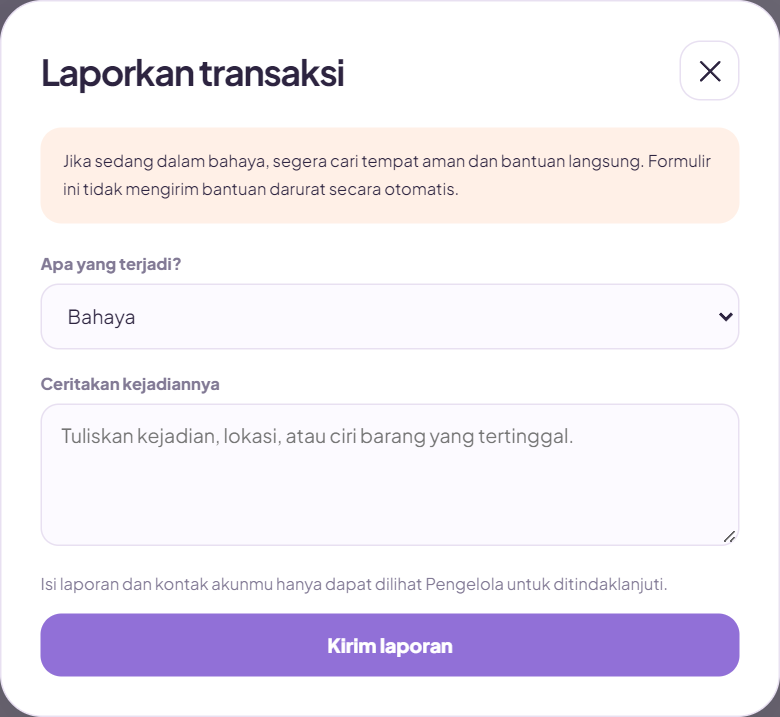 Laporkan transaksi
Jika sedang dalam bahaya, segera cari tempat aman dan bantuan langsung. Formulir
ini tidak mengirim bantuan darurat secara otomatis.
Apa yang terjadi?
Bahaya
Ceritakan kejadiannya
Tuliskan kejadian, lokasi, atau ciri barang yang tertinggal.
Isi laporan dan kontak akunmu hanya dapat dilihat Pengelola untuk ditindaklanjuti.
Kirim laporan